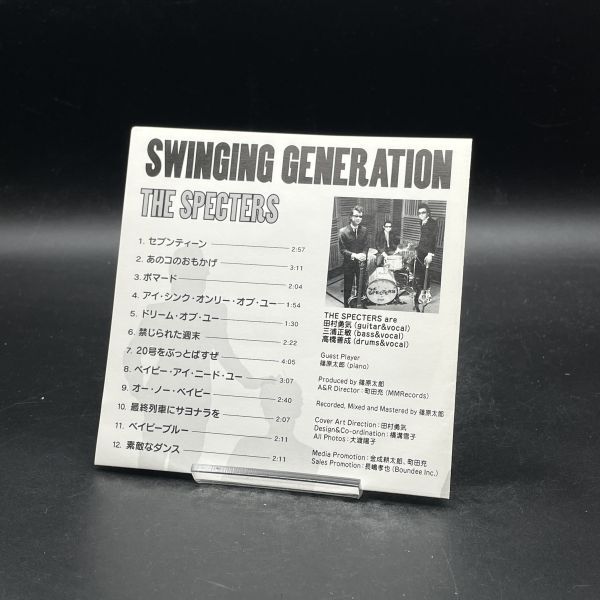 SWINGING GENERATION
THE SPECTERS
1. セブンティーン 2:57
2. あのコのおもかげ 3:11
3. ポマード 2:04
4. アイ・シンク・オンリー・オブ・ユー 1:54
5. ドリーム・オブ・ユー 1:30
6. 禁じられた週末 2:22
7. 20号をぶっとばすぜ 4:05
8. ベイビー・アイ・ニード・ユー 3:07
9. オー・ノー・ベイビー 2:40
10. 最終列車にサヨナラを 2:07
11. ベイビーブルー 2:11
12. 素敵なダンス 2:11
THE SPECTERS
THE SPECTERS are
田村勇気 (guitar&vocal)
三浦正敏 (bass&vocal)
高橋善成 (drums&vocal)
Guest Player
篠原太郎 (piano)
Produced by 篠原太郎
A&R Director : 町田充 (MMRecords)
Recorded, Mixed and Mastered by 篠原太郎
Cover Art Direction : 田村勇気
Design&Co-ordination : 橘溝雪子
All Photos : 大渡陽子
Media Promotion : 金成耕太郎、町田充
Sales Promotion : 長嶋孝也 (Boundee Inc.)